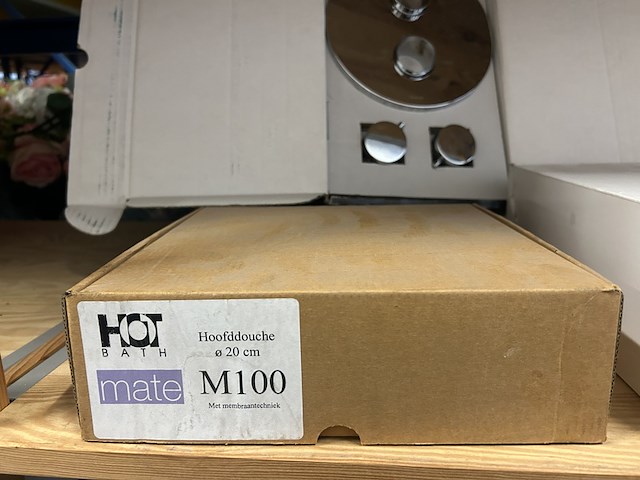 HOT
BATH
mate
Hoofddouche
ø 20 cm
M100
Met membraantechniek